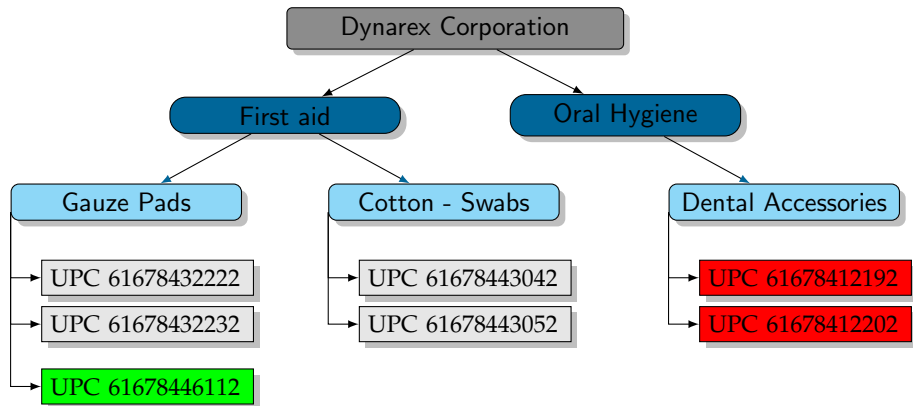 Dynarex Corporation
First aid
Oral Hygiene
Gauze Pads
Cotton - Swabs
Dental Accessories
UPC 61678432222
UPC 61678443042
UPC 61678412192
UPC 61678432232
UPC 61678443052
UPC 61678412202
UPC 61678446112